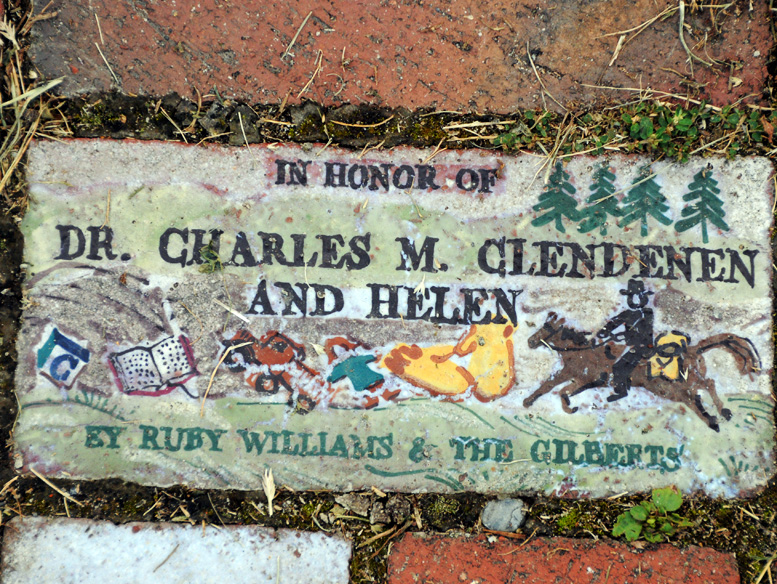 IN HONOR OF
DR. CHARLES M. CLENDENEN
AND HELEN
G
BY RUBY WILLIAMS & THE GILBERTS